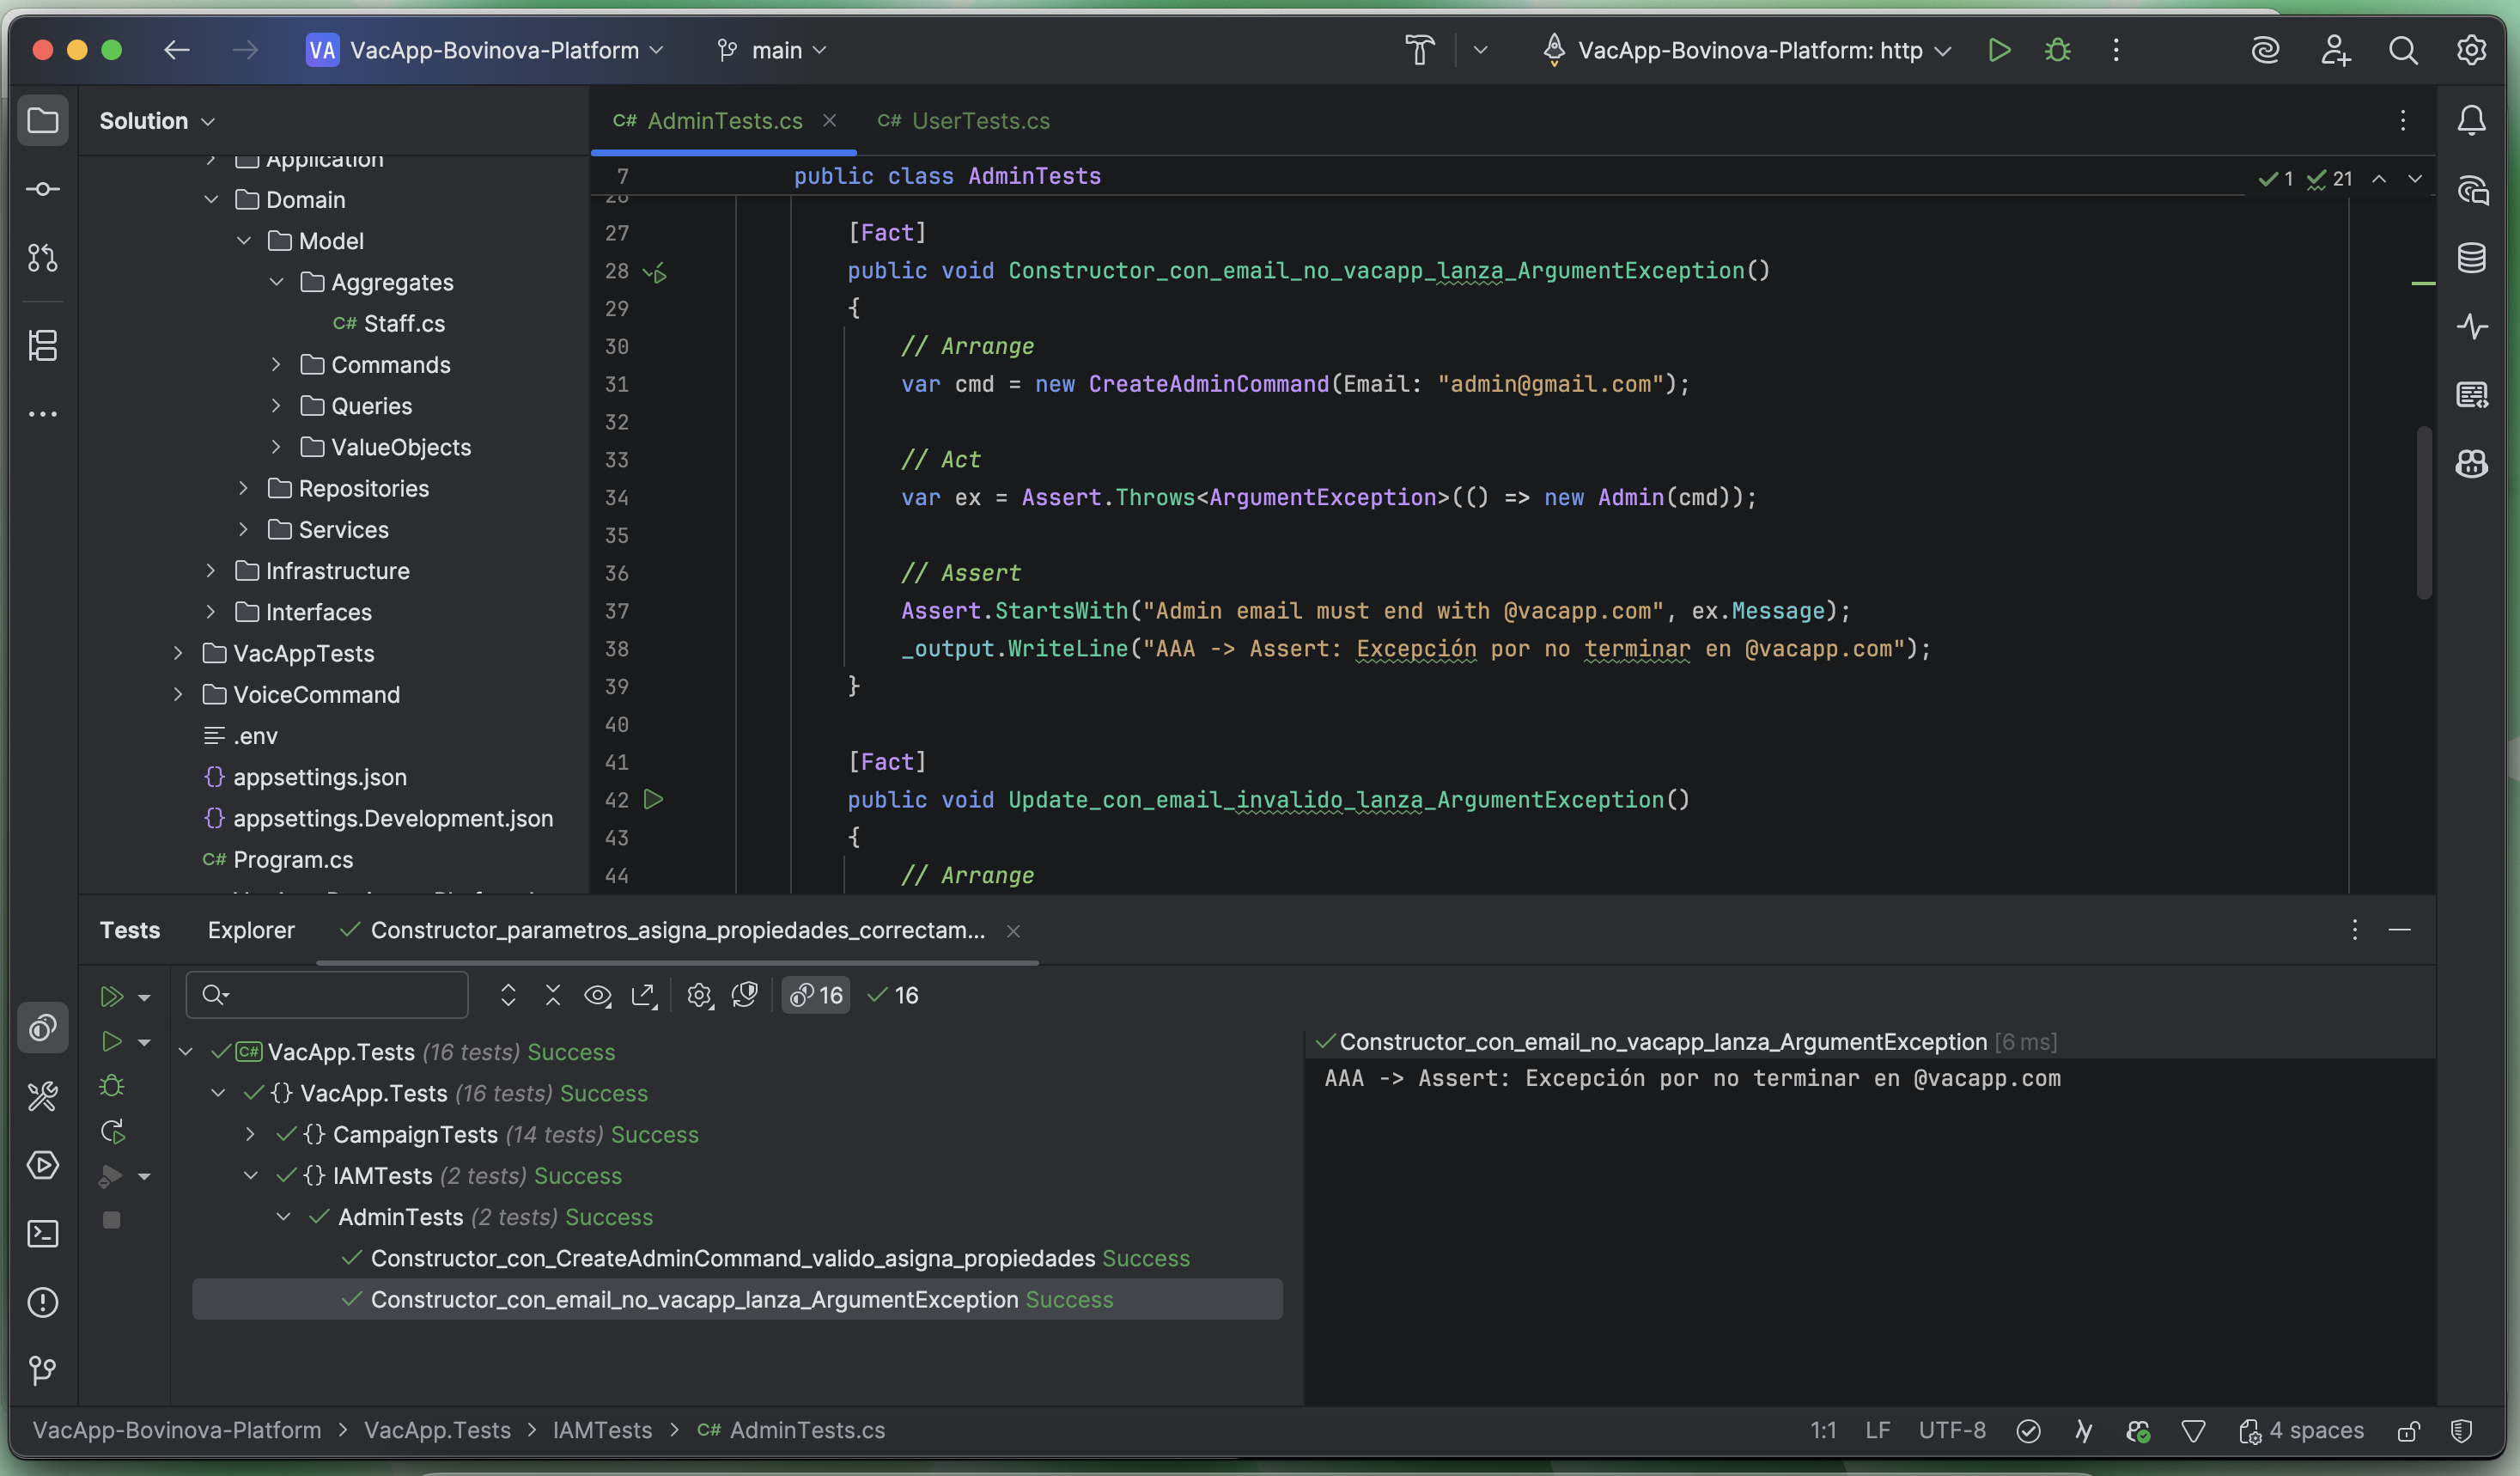 VA VacApp-Bovinova-Platform main VacApp-Bovinova-Platform: http
Solution
Application
Domain
Model
Aggregates
C# Staff.cs
Commands
Queries
ValueObjects
Repositories
Services
Infrastructure
Interfaces
VacAppTests
VoiceCommand
.env
{} appsettings.json
{} appsettings.Development.json
C# Program.cs
C# AdminTests.cs C# UserTests.cs
7 public class AdminTests 1 21
27 [Fact]
28 public void Constructor_con_email_no_vacapp_lanza_ArgumentException()
29 {
30 // Arrange
31 var cmd = new CreateAdminCommand(Email: "admin@gmail.com");
32
33 // Act
34 var ex = Assert.Throws<ArgumentException>(() => new Admin(cmd));
35
36 // Assert
37 Assert.StartsWith("Admin email must end with @vacapp.com", ex.Message);
38 _output.WriteLine("AAA -> Assert: Excepción por no terminar en @vacapp.com");
39 }
40
41 [Fact]
42 public void Update_con_email_invalido_lanza_ArgumentException()
43 {
44 // Arrange
Tests Explorer Constructor_parametros_asigna_propiedades_correctam...
16 16
C# VacApp.Tests (16 tests) Success
{} VacApp.Tests (16 tests) Success
{} CampaignTests (14 tests) Success
{} IAMTests (2 tests) Success
AdminTests (2 tests) Success
Constructor_con_CreateAdminCommand_valido_asigna_propiedades Success
Constructor_con_email_no_vacapp_lanza_ArgumentException Success
Constructor_con_email_no_vacapp_lanza_ArgumentException [6 ms]
AAA -> Assert: Excepción por no terminar en @vacapp.com
VacApp-Bovinova-Platform > VacApp.Tests > IAMTests > C# AdminTests.cs 1:1 LF UTF-8 4 spaces